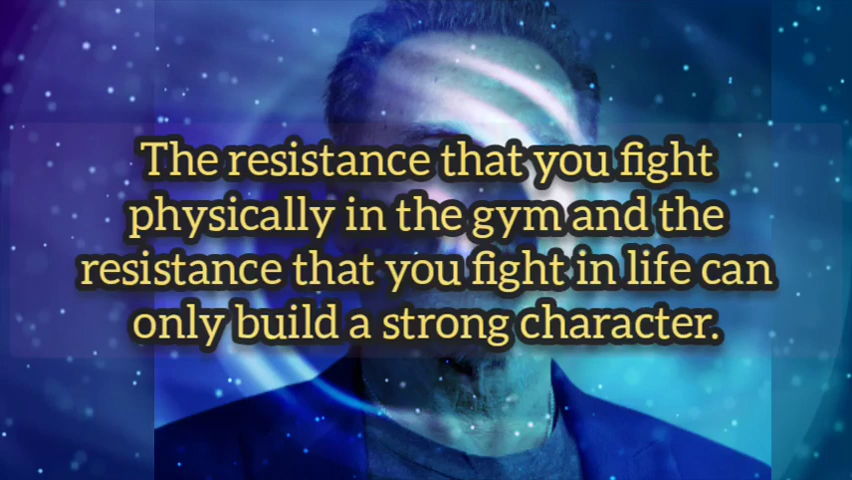 The resistance that you fight
physically in the gym and the
resistance that you fight in life can
only build a strong character.